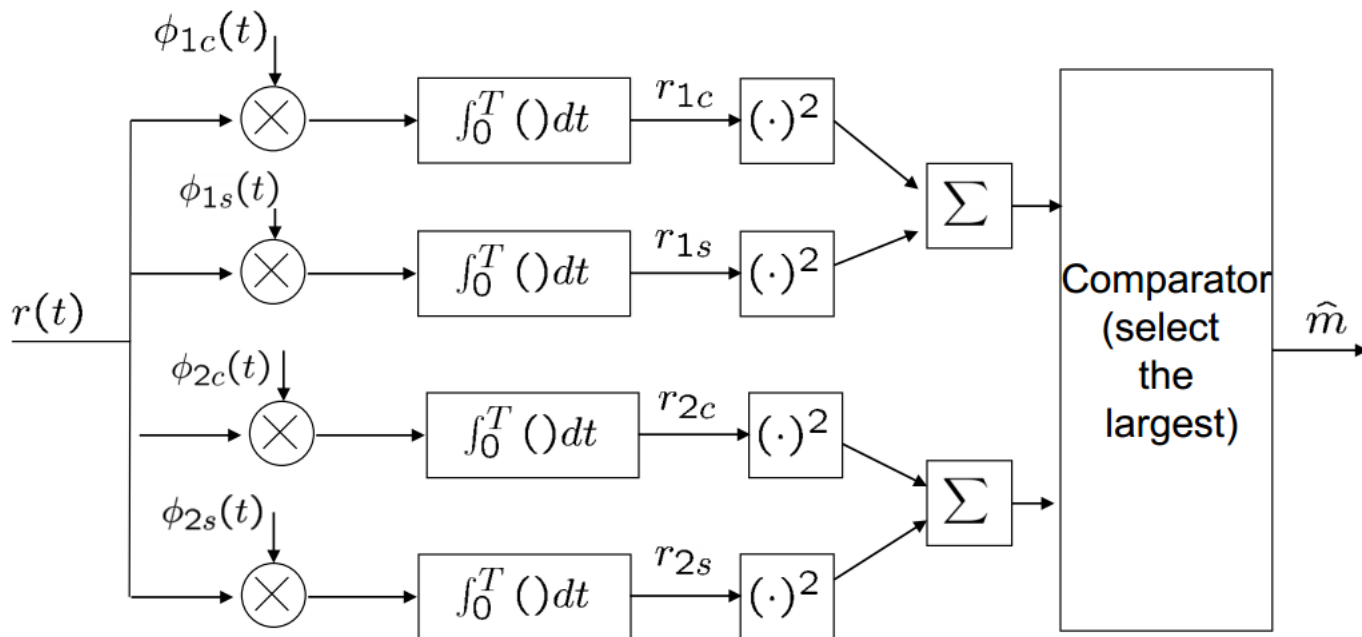 ϕ₁c(t)
∫₀ᵀ ()dt
r₁c
(·)²
ϕ₁s(t)
∫₀ᵀ ()dt
r₁s
(·)²
∑
r(t)
ϕ₂c(t)
∫₀ᵀ ()dt
r₂c
(·)²
ϕ₂s(t)
∫₀ᵀ ()dt
r₂s
(·)²
∑
Comparator
(select
the
largest)
m̂